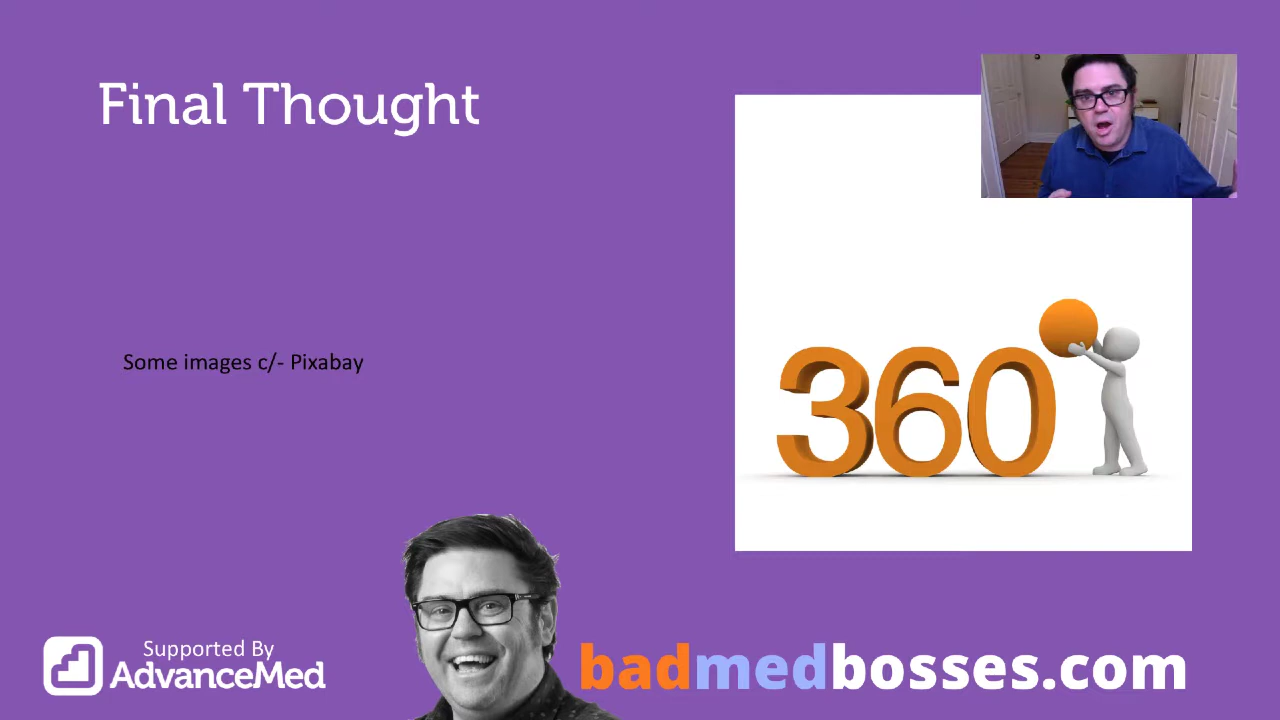 Final Thought
360
Some images c/- Pixabay
Supported By
AdvanceMed
badmedbosses.com